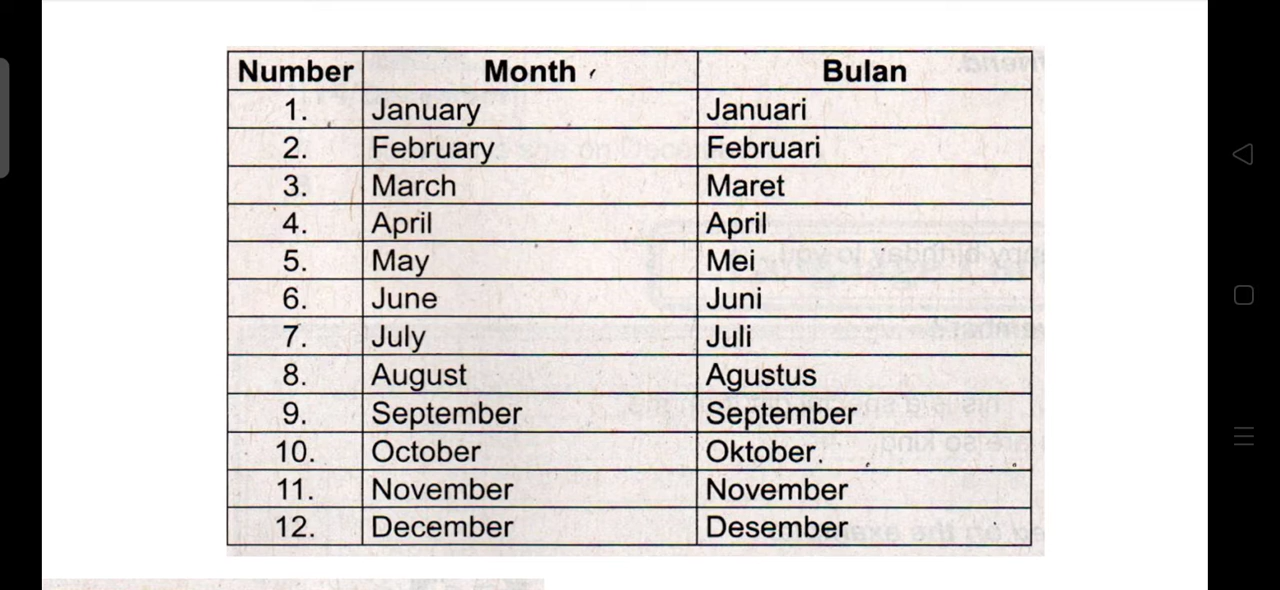 Number Month Bulan
1. January Januari
2. February Februari
3. March Maret
4. April April
5. May Mei
6. June Juni
7. July Juli
8. August Agustus
9. September September
10. October Oktober
11. November November
12. December Desember